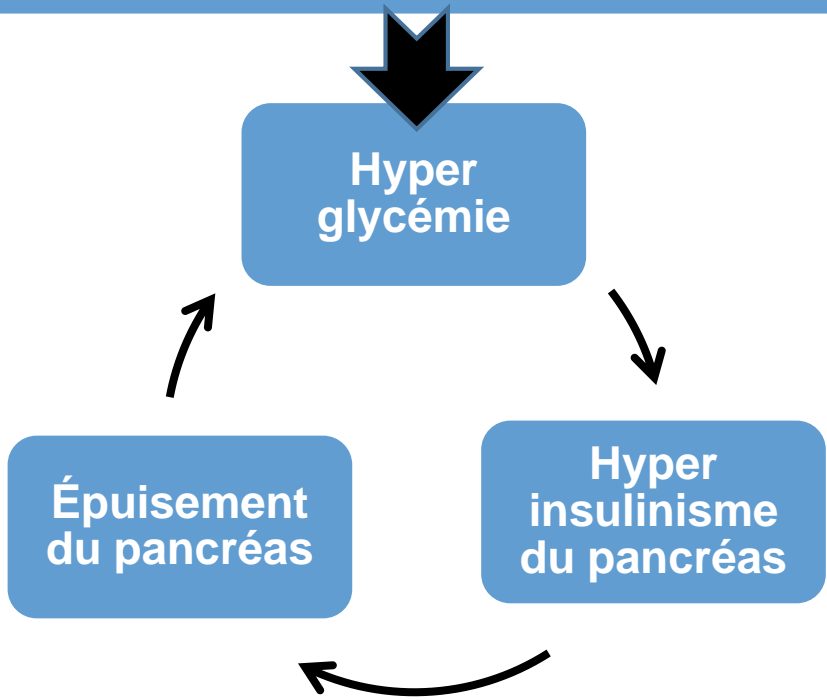 Hyper
glycémie
Hyper
insulinisme
du pancréas
Épuisement
du pancréas